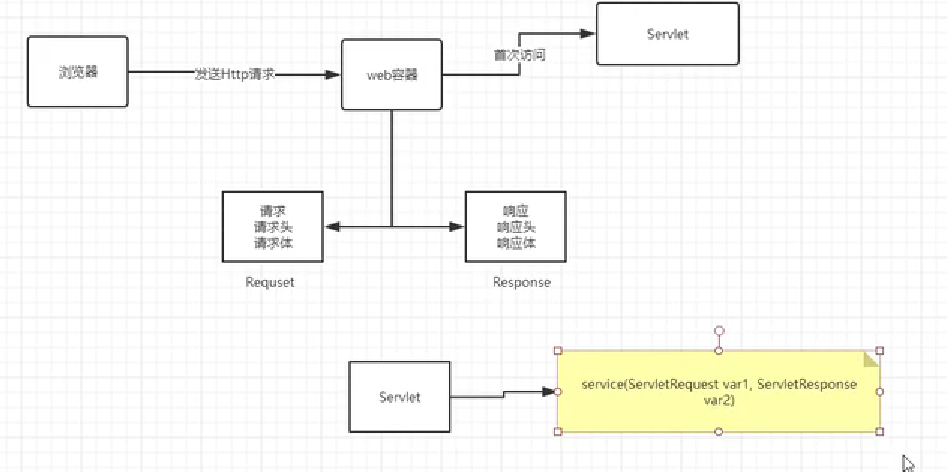 Servlet
首次访问
浏览器
发送Http请求
web容器
请求
请求头
请求体
响应
响应头
响应体
Requset
Response
Servlet
service(ServletRequest var1, ServletResponse
var2)